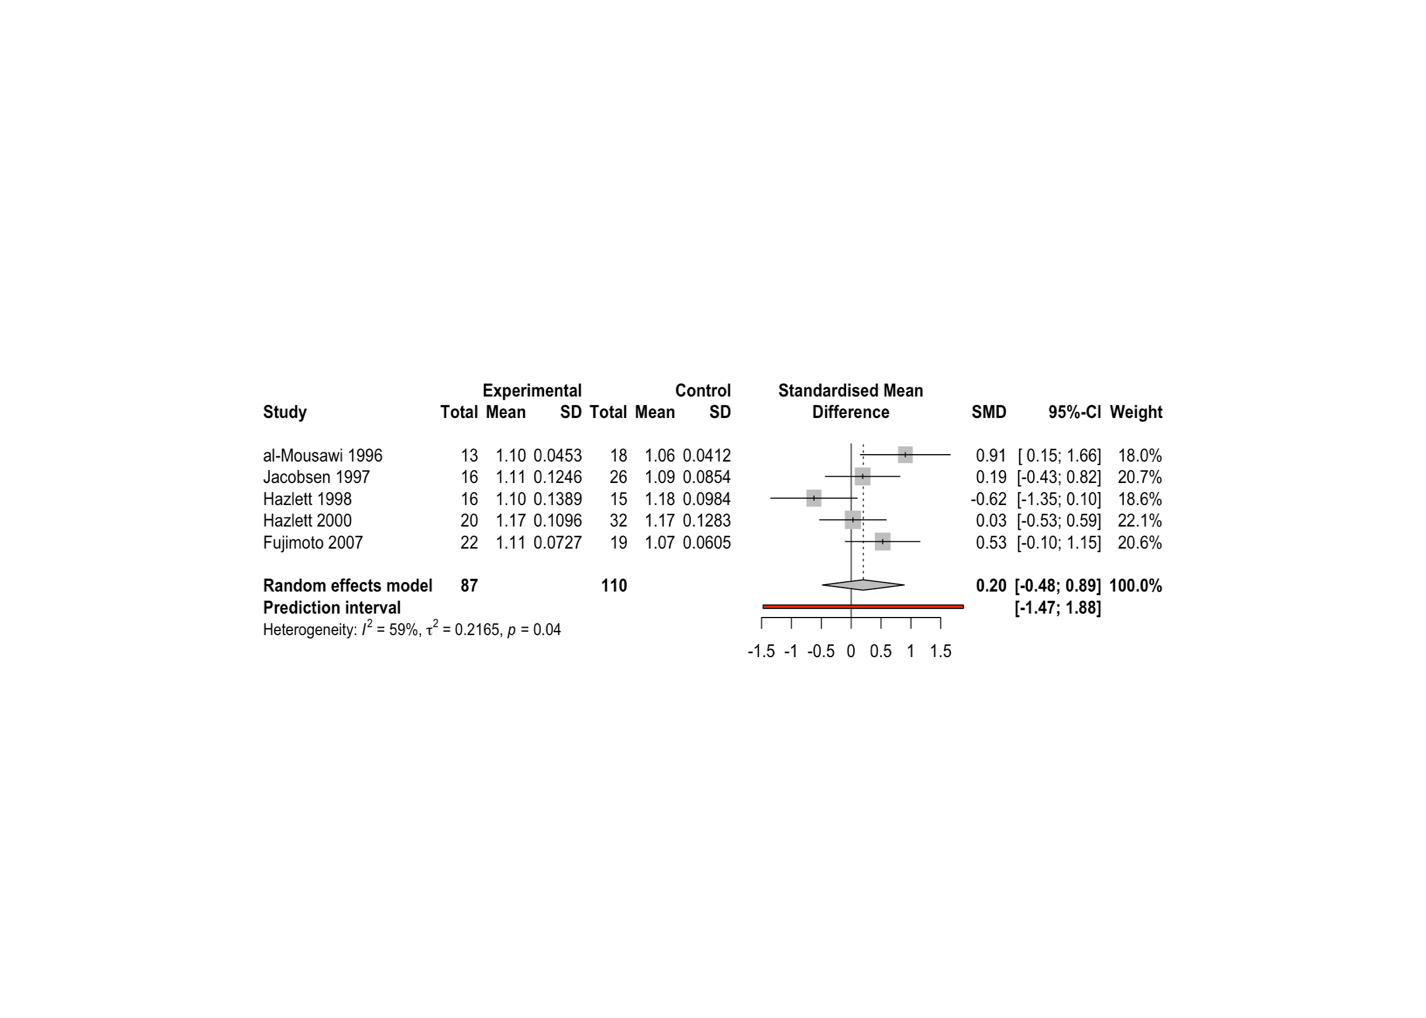 Experimental Control Standardised Mean
Study Total Mean SD Total Mean SD Difference SMD 95%-CI Weight
al-Mousawi 1996 13 1.10 0.0453 18 1.06 0.0412 0.91 [ 0.15; 1.66] 18.0%
Jacobsen 1997 16 1.11 0.1246 26 1.09 0.0854 0.19 [-0.43; 0.82] 20.7%
Hazlett 1998 16 1.10 0.1389 15 1.18 0.0984 -0.62 [-1.35; 0.10] 18.6%
Hazlett 2000 20 1.17 0.1096 32 1.17 0.1283 0.03 [-0.53; 0.59] 22.1%
Fujimoto 2007 22 1.11 0.0727 19 1.07 0.0605 0.53 [-0.10; 1.15] 20.6%
Random effects model 87 110 0.20 [-0.48; 0.89] 100.0%
Prediction interval [-1.47; 1.88]
Heterogeneity: I² = 59%, τ² = 0.2165, p = 0.04
-1.5 -1 -0.5 0 0.5 1 1.5